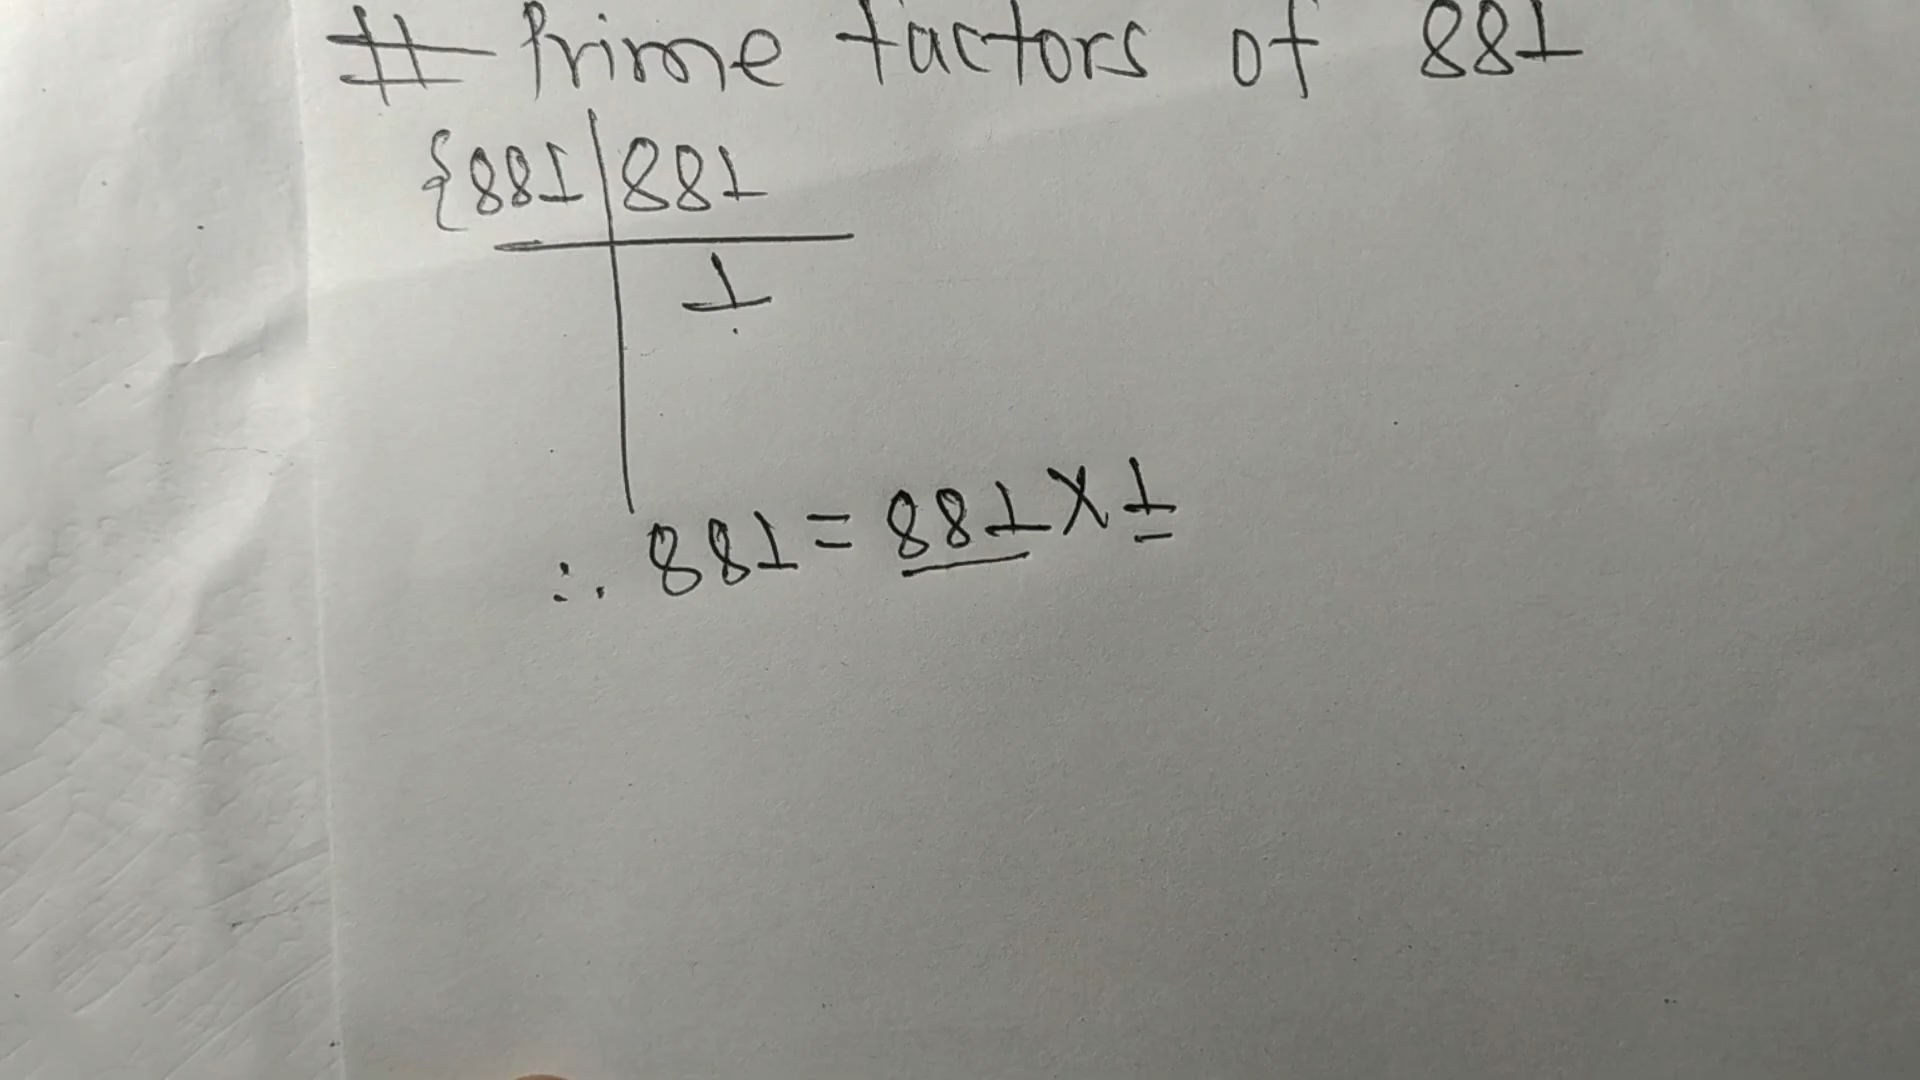 # Prime factors of 881
{881 | 881
1
∴ 881 = 881 X 1